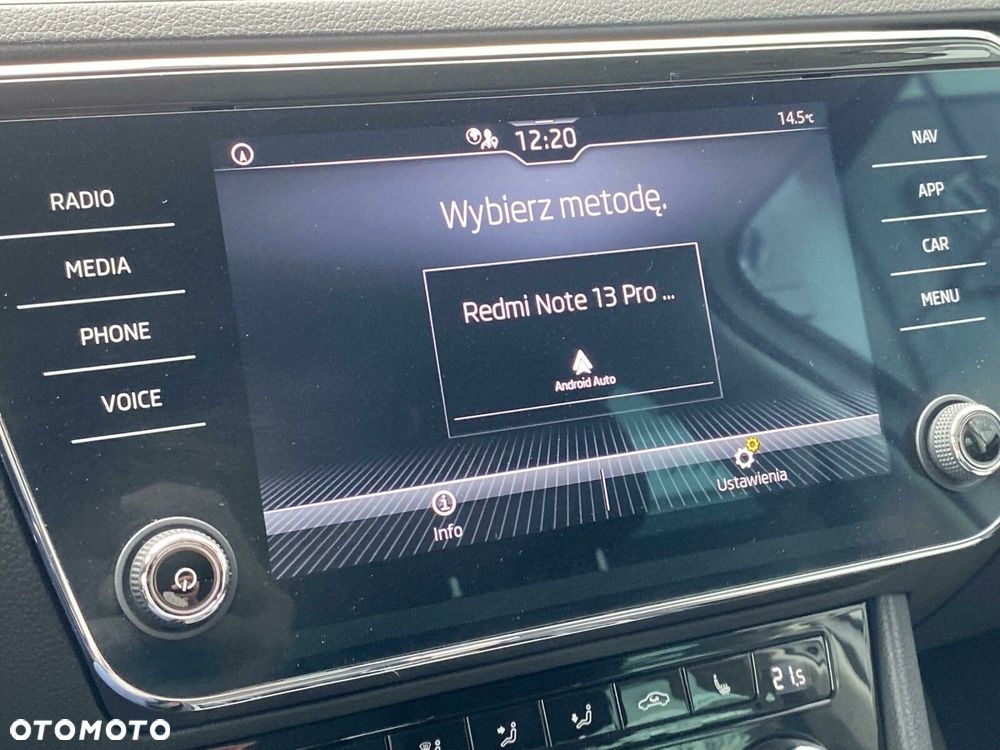 12:20
14.5°C
RADIO
MEDIA
PHONE
VOICE
Wybierz metodę.
Redmi Note 13 Pro ...
Android Auto
Info
Ustawienia
NAV
APP
CAR
MENU
21.5
OTOMOTO